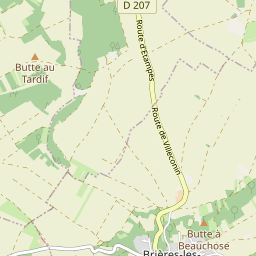 D 207
Route d'Étampes
Butte au
Tardif
Route de Villeconin
Butte à
Beauchose
Brières-les-